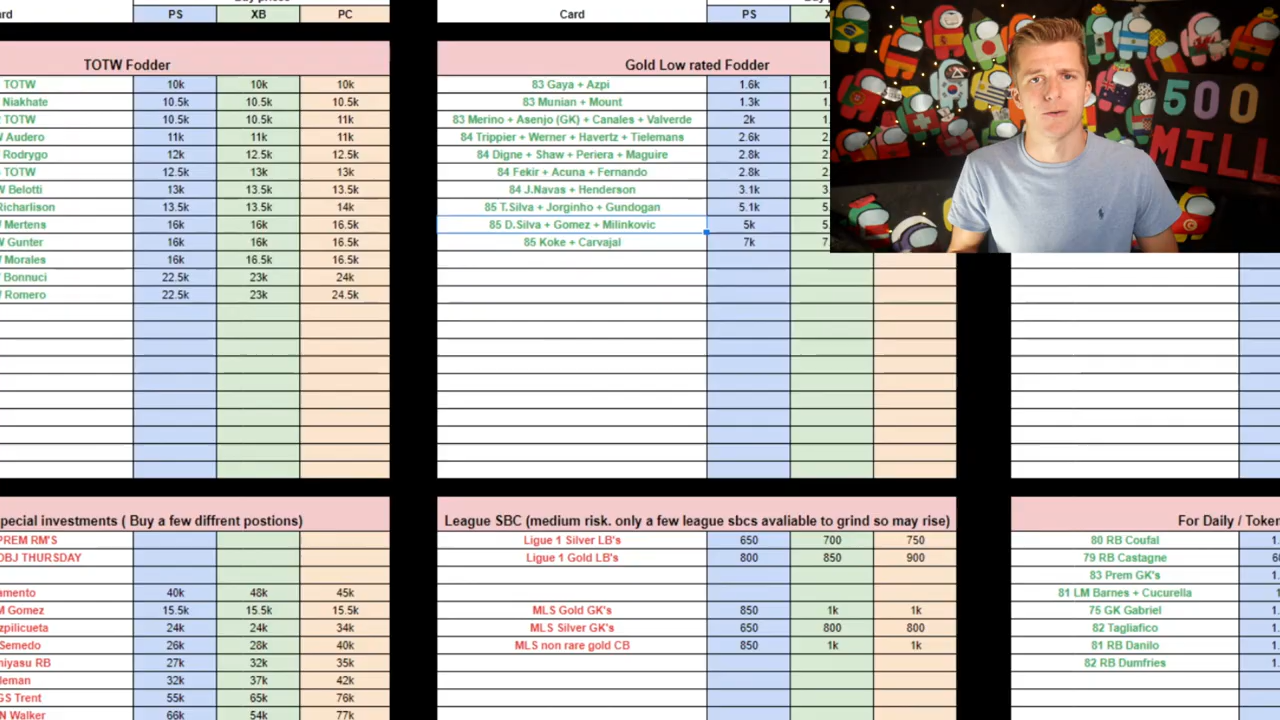 PS XB PC
Card PS
TOTW Fodder
TOTW 10k 10k 10k
Niakhate 10.5k 10.5k 10.5k
TOTW 10.5k 10.5k 11k
Audero 11k 11k 11k
Rodrygo 12k 12.5k 12.5k
TOTW 12.5k 13k 13k
Belotti 13k 13.5k 13.5k
Richarlison 13.5k 13.5k 14k
Mertens 16k 16k 16.5k
Gunter 16k 16k 16.5k
Morales 16k 16.5k 16.5k
Bonnuci 22.5k 23k 24k
Romero 22.5k 23k 24.5k
Gold Low rated Fodder
83 Gaya + Azpi 1.6k
83 Munian + Mount 1.3k
83 Merino + Asenjo (GK) + Canales + Valverde 2k
84 Trippier + Werner + Havertz + Tielemans 2.6k
84 Digne + Shaw + Periera + Maguire 2.8k
84 Fekir + Acuna + Fernando 2.8k
84 J.Navas + Henderson 3.1k
85 T.Silva + Jorginho + Gundogan 5.1k
85 D.Silva + Gomez + Milinkovic 5k
85 Koke + Carvajal 7k
500
MILL
pecial investments ( Buy a few diffrent postions)
PREM RM'S
OBJ THURSDAY
amento 40k 48k 45k
M Gomez 15.5k 15.5k 15.5k
zpilicueta 24k 24k 34k
Semedo 26k 28k 40k
miyasu RB 27k 32k 35k
leman 32k 37k 42k
GS Trent 55k 65k 76k
N Walker 66k 54k 77k
League SBC (medium risk. only a few league sbcs avaliable to grind so may rise)
Ligue 1 Silver LB's 650 700 750
Ligue 1 Gold LB's 800 850 900
MLS Gold GK's 850 1k 1k
MLS Silver GK's 650 800 800
MLS non rare gold CB 850 1k 1k
For Daily / Token
80 RB Coufal
79 RB Castagne
83 Prem GK's
81 LM Barnes + Cucurella
75 GK Gabriel
82 Tagliafico
81 RB Danilo
82 RB Dumfries